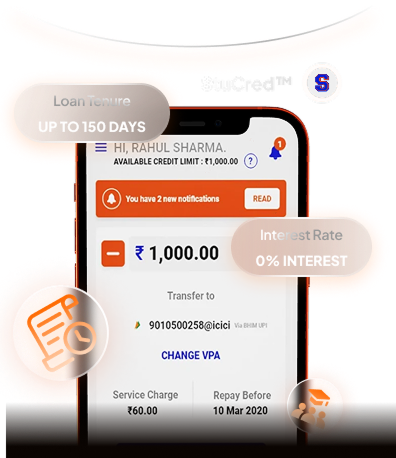 StuCred™
S
Loan Tenure
UP TO 150 DAYS
HI, RAHUL SHARMA.
AVAILABLE CREDIT LIMIT : ₹1,000.00
?
1
You have 2 new notifications
READ
₹ 1,000.00
Interest Rate
0% INTEREST
Transfer to
9010500258@icici Via BHIM UPI
CHANGE VPA
Service Charge
Repay Before
₹60.00
10 Mar 2020